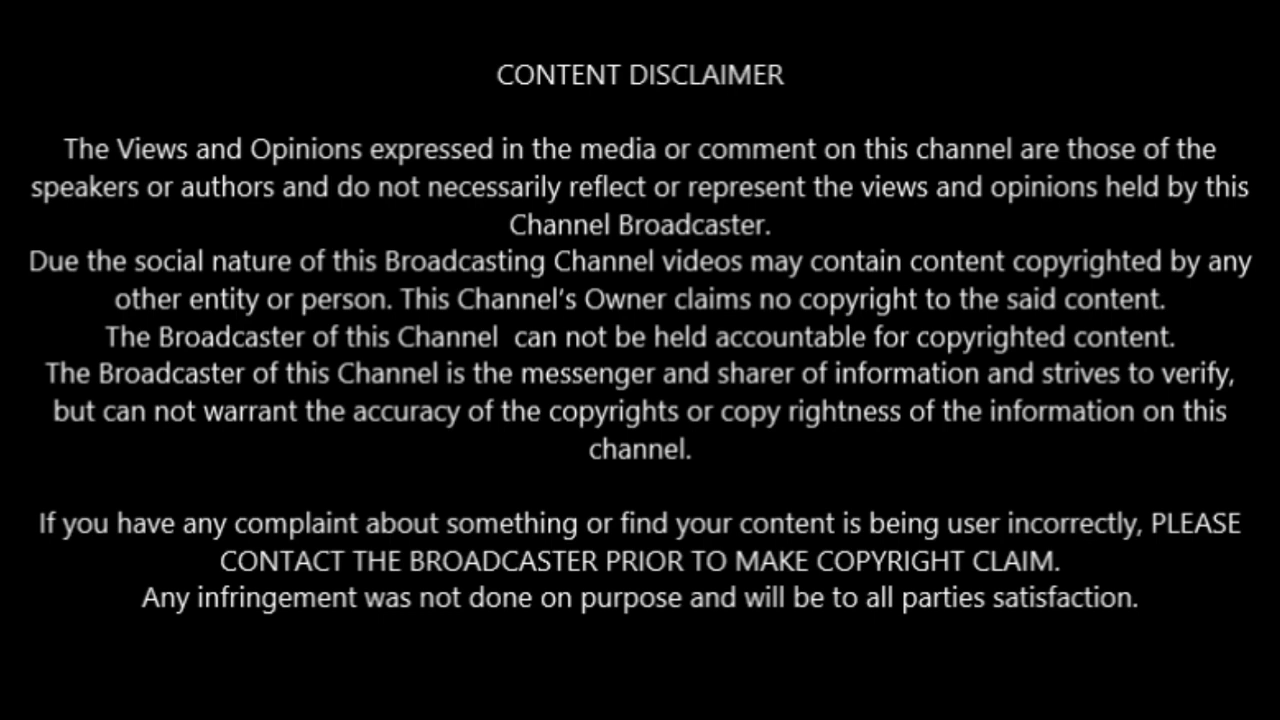 CONTENT DISCLAIMER
The Views and Opinions expressed in the media or comment on this channel are those of the
speakers or authors and do not necessarily reflect or represent the views and opinions held by this
Channel Broadcaster.
Due the social nature of this Broadcasting Channel videos may contain content copyrighted by any
other entity or person. This Channel's Owner claims no copyright to the said content.
The Broadcaster of this Channel  can not be held accountable for copyrighted content.
The Broadcaster of this Channel is the messenger and sharer of information and strives to verify,
but can not warrant the accuracy of the copyrights or copy rightness of the information on this
channel.
If you have any complaint about something or find your content is being user incorrectly, PLEASE
CONTACT THE BROADCASTER PRIOR TO MAKE COPYRIGHT CLAIM.
Any infringement was not done on purpose and will be to all parties satisfaction.